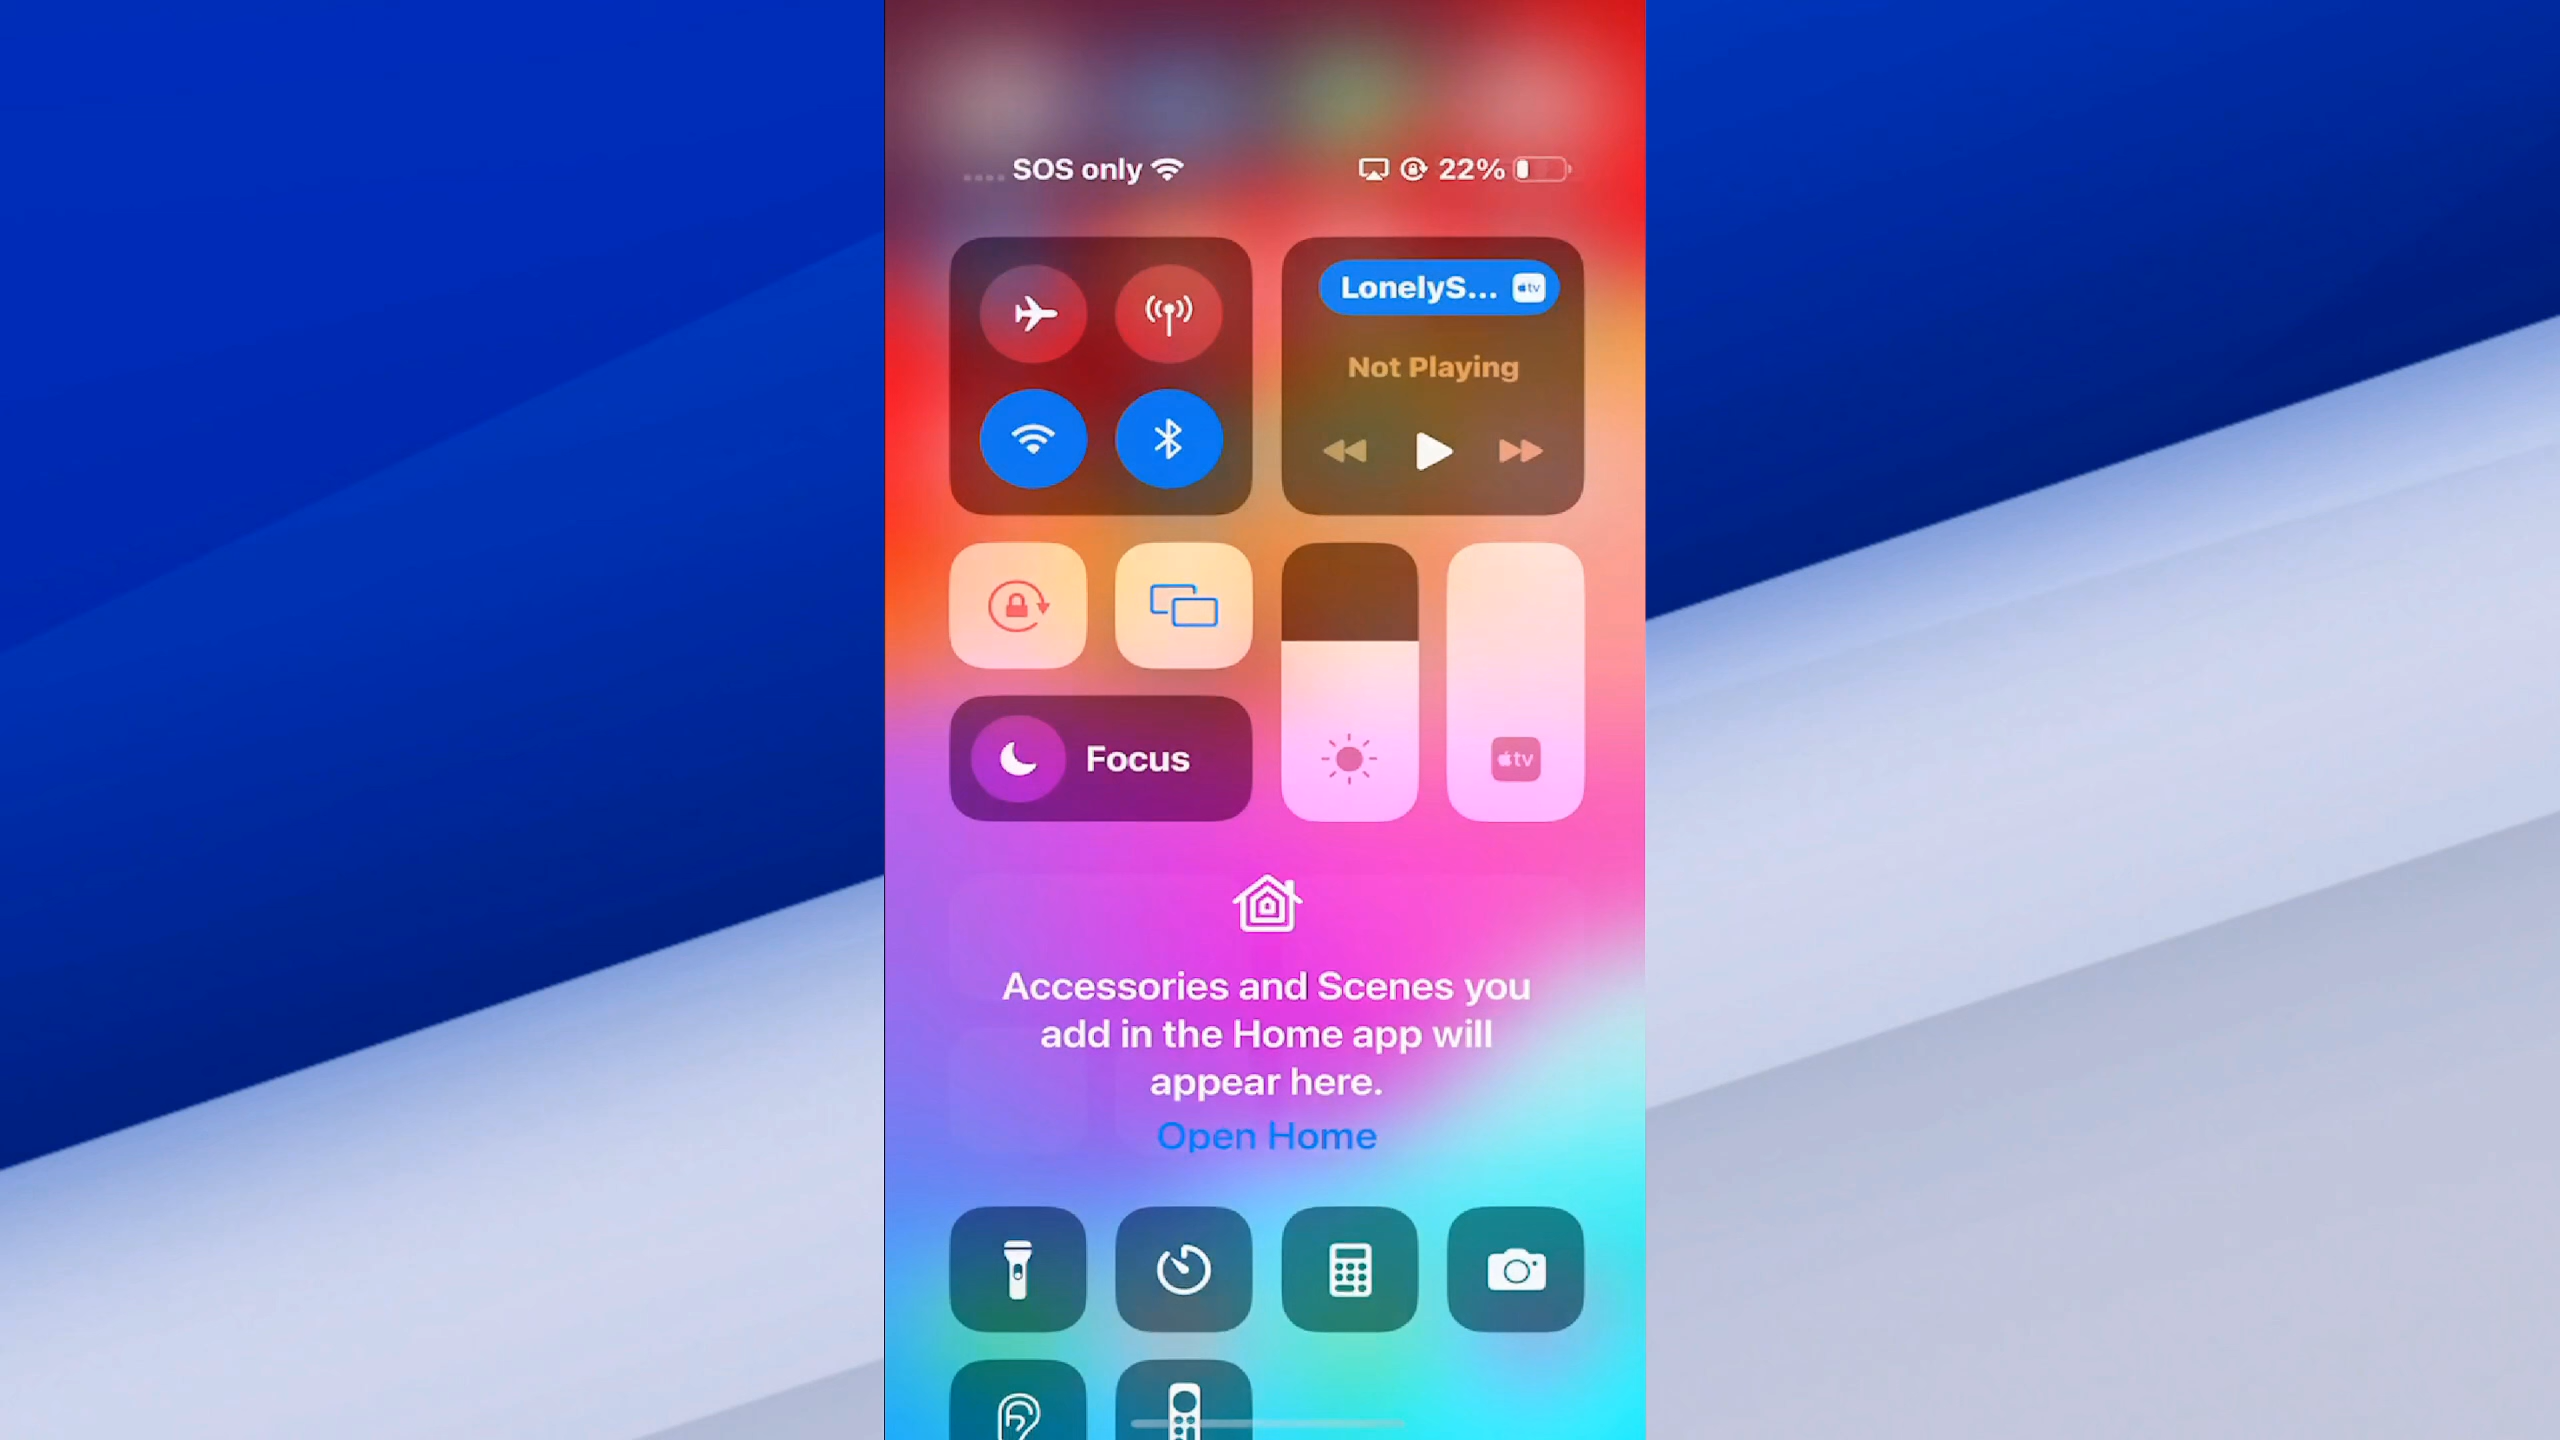 SOS only
22%
LonelyS...
tv
Not Playing
Focus
tv
Accessories and Scenes you
add in the Home app will
appear here.
Open Home